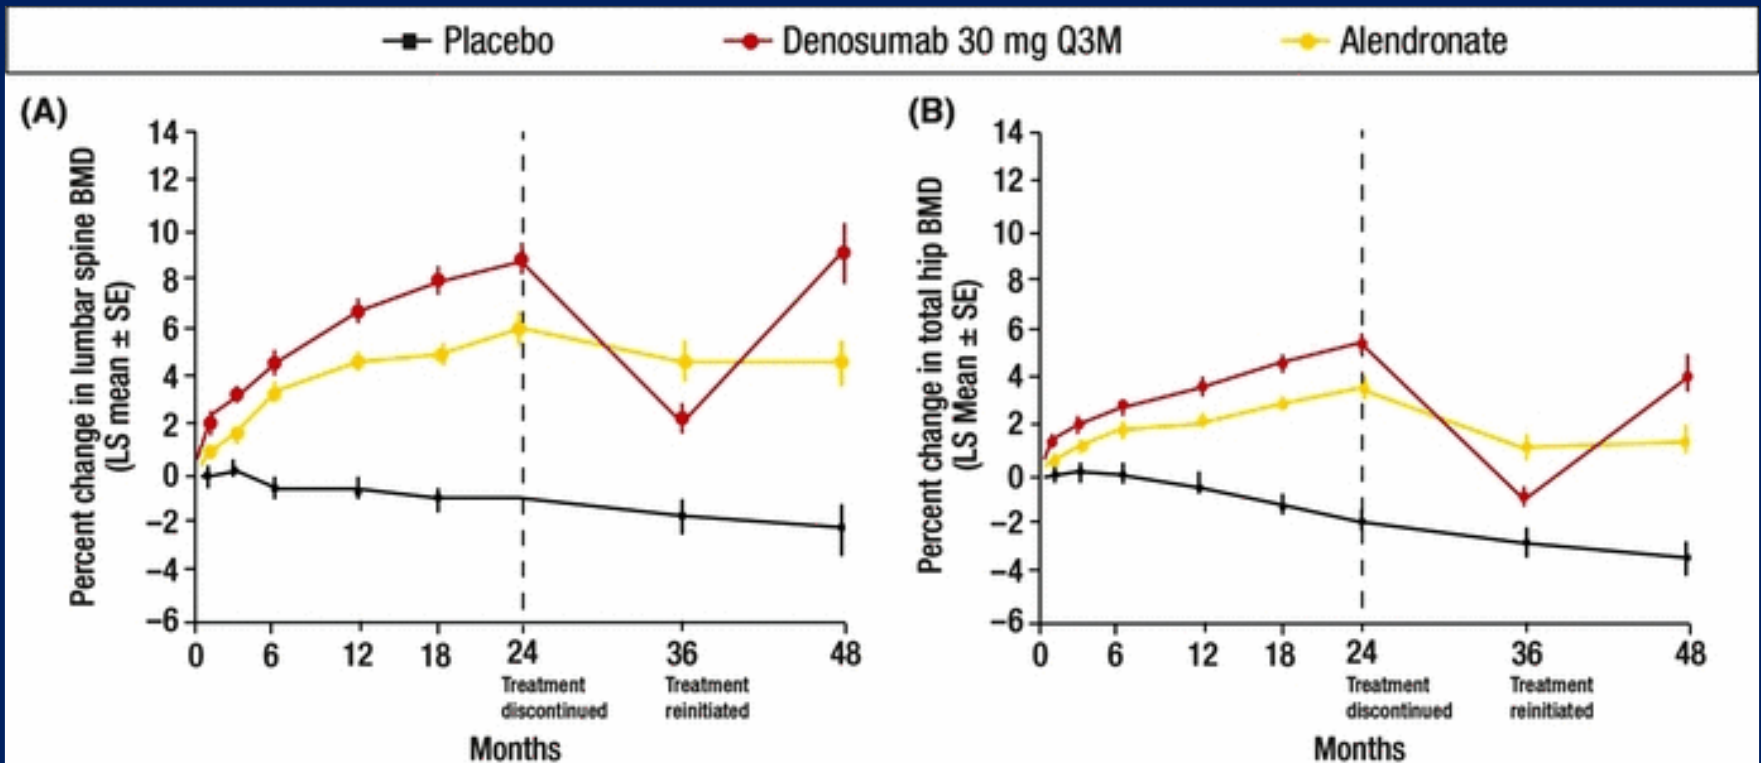 Placebo
Denosumab 30 mg Q3M
Alendronate
(A)
Percent change in lumbar spine BMD
(LS mean ± SE)
14
12
10
8
6
4
2
0
−2
−4
−6
0 6 12 18 24 36 48
Treatment discontinued
Treatment reinitiated
Months
(B)
Percent change in total hip BMD
(LS Mean ± SE)
14
12
10
8
6
4
2
0
−2
−4
−6
0 6 12 18 24 36 48
Treatment discontinued
Treatment reinitiated
Months